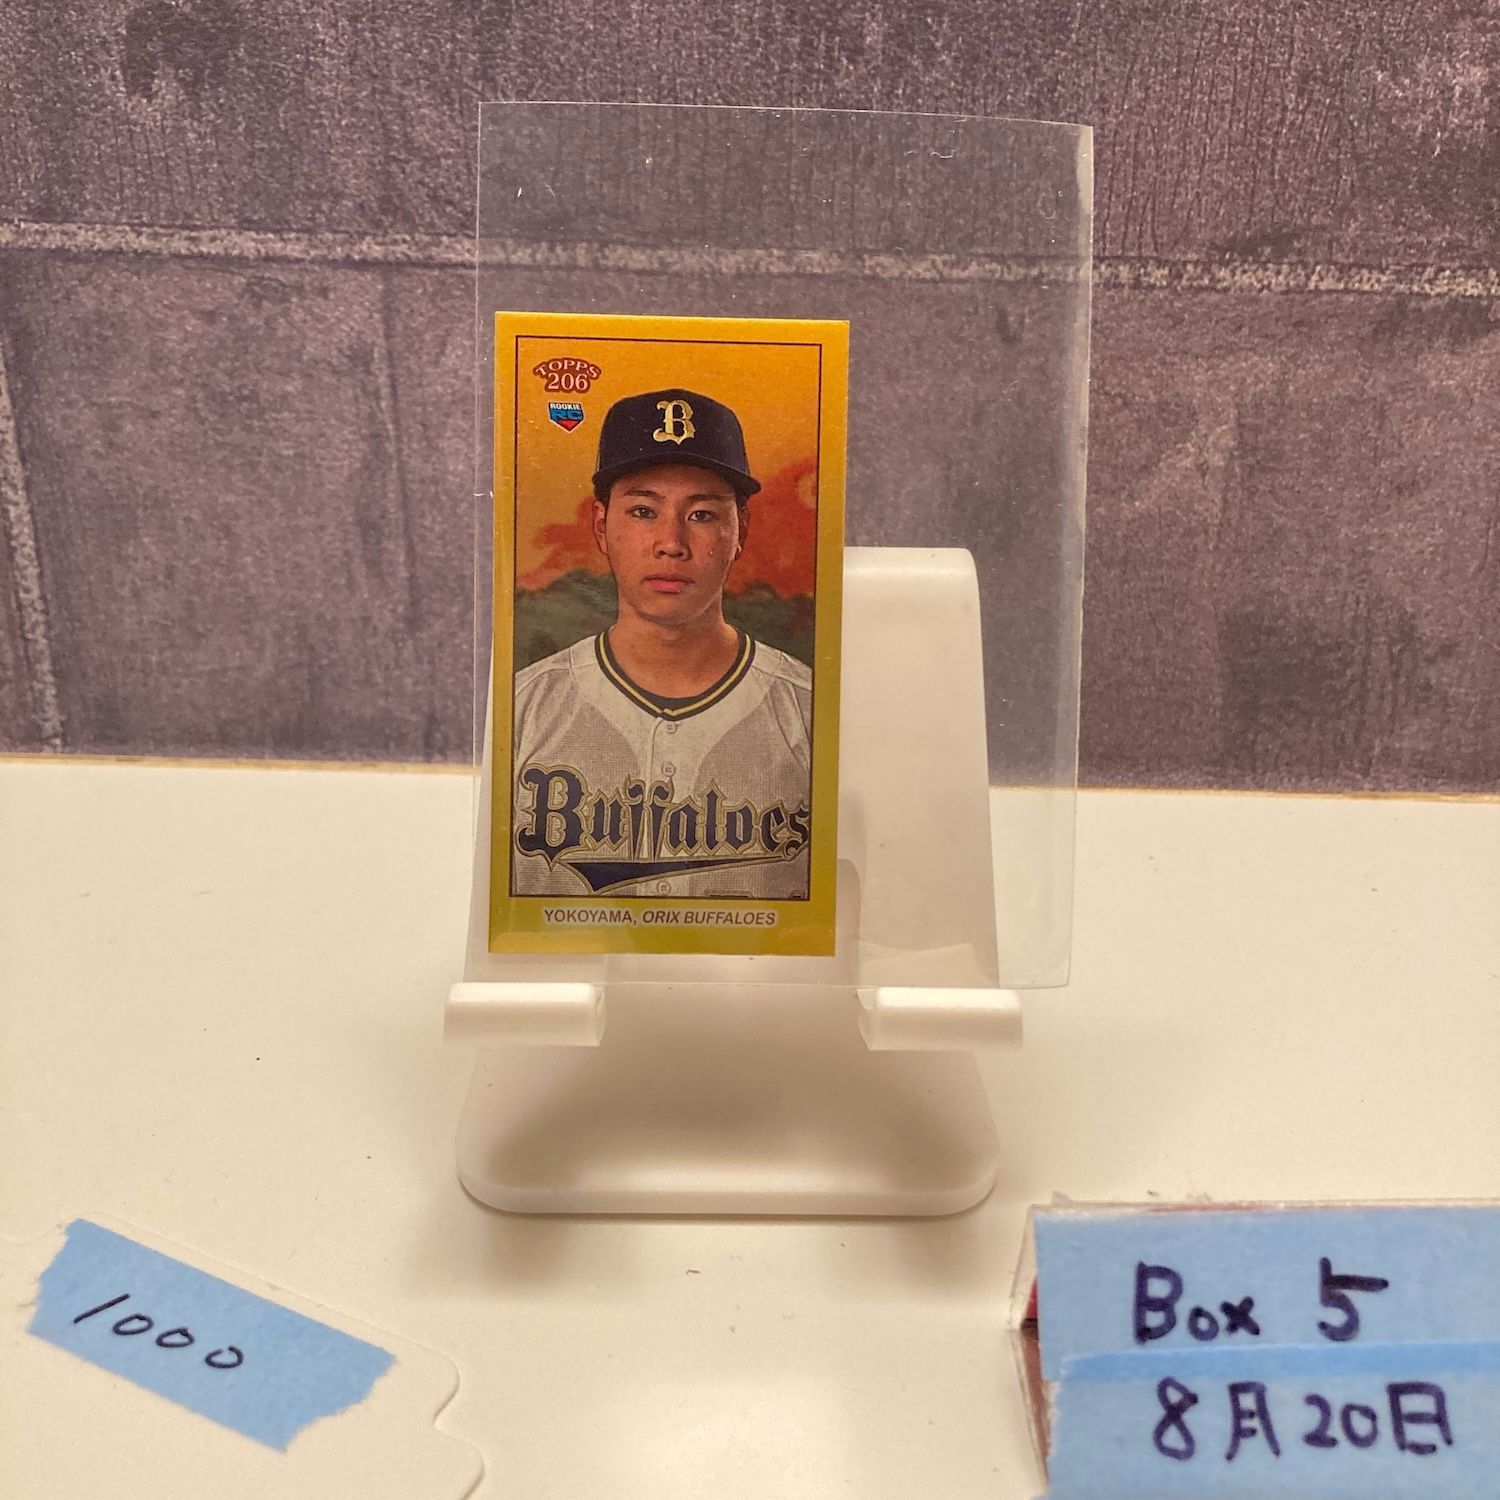 TOPPS
206
ROOKIE
RC
B
Buffaloes
YOKOYAMA, ORIX BUFFALOES
1000
Box 5
8月20日